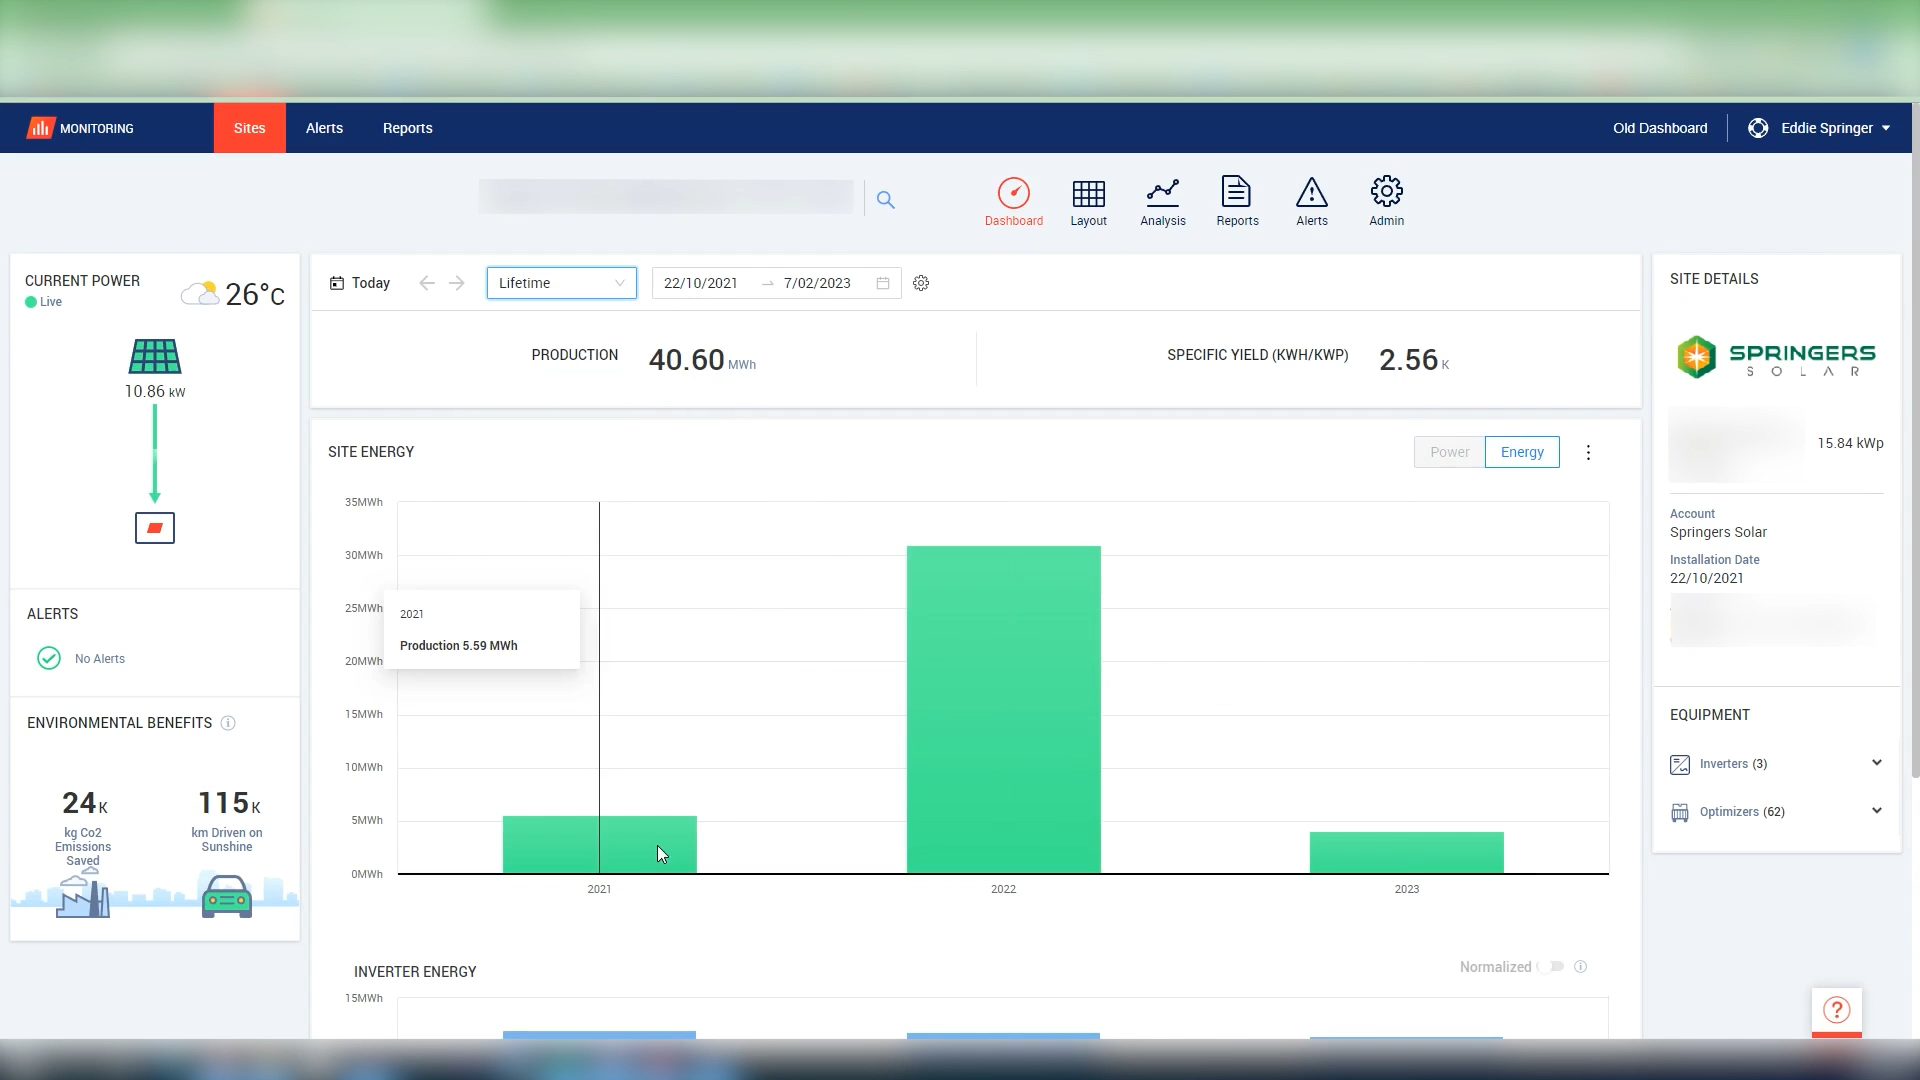 MONITORING
Sites
Alerts
Reports
Old Dashboard
Eddie Springer
Dashboard
Layout
Analysis
Reports
Alerts
Admin
CURRENT POWER
Live
26°C
10.86 kW
ALERTS
No Alerts
ENVIRONMENTAL BENEFITS
24 K
kg Co2
Emissions
Saved
115 K
km Driven on
Sunshine
Today
Lifetime
22/10/2021
7/02/2023
PRODUCTION
40.60 MWh
SPECIFIC YIELD (KWH/KWP)
2.56 K
SITE ENERGY
Power
Energy
35MWh
30MWh
25MWh
20MWh
15MWh
10MWh
5MWh
0MWh
2021
Production 5.59 MWh
2021
2022
2023
INVERTER ENERGY
Normalized
15MWh
SITE DETAILS
SPRINGERS
SOLAR
15.84 kWp
Account
Springers Solar
Installation Date
22/10/2021
EQUIPMENT
Inverters (3)
Optimizers (62)
?